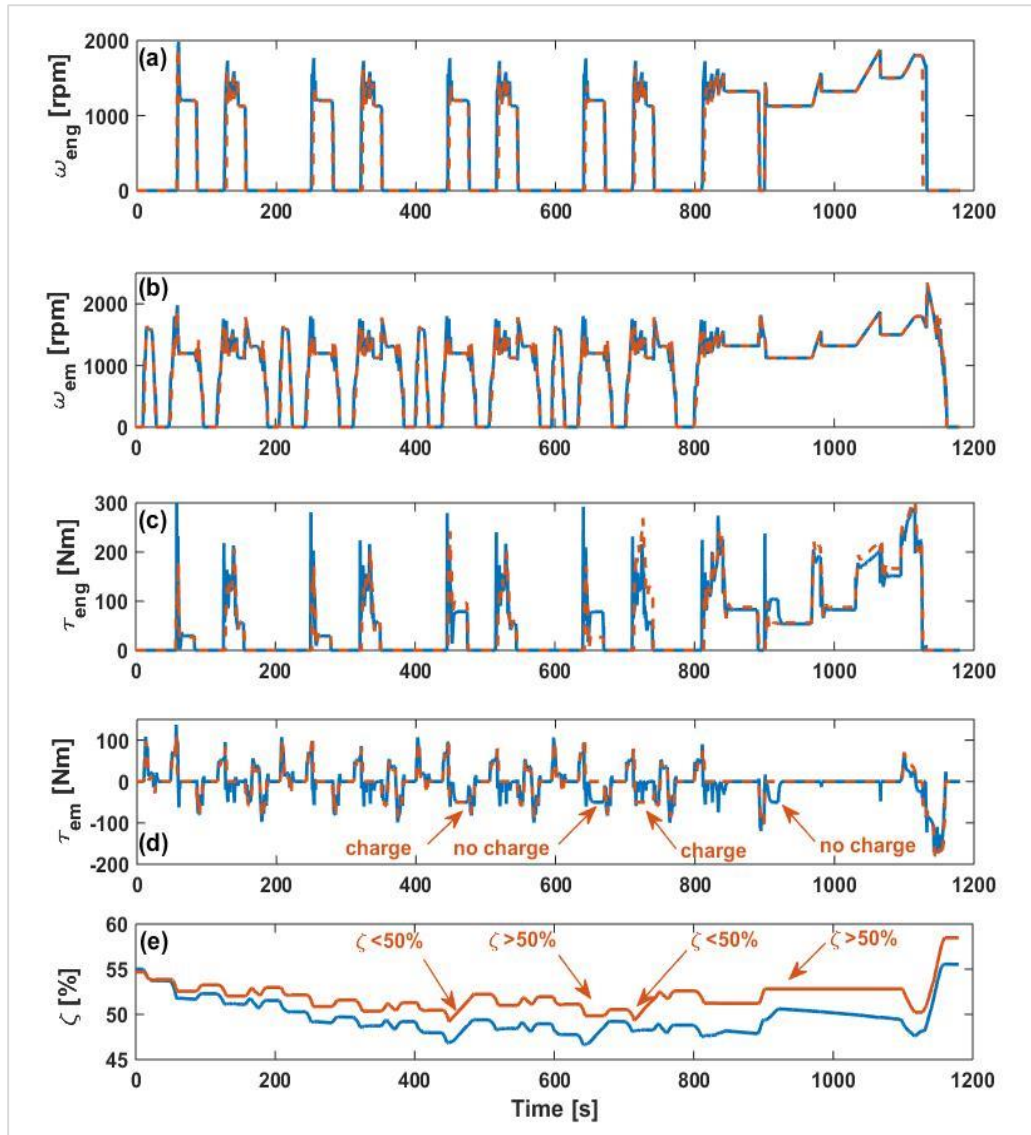 (a)
ω_eng [rpm]
2000
1000
0
0 200 400 600 800 1000 1200
(b)
ω_em [rpm]
2000
1000
0
0 200 400 600 800 1000 1200
(c)
τ_eng [Nm]
300
200
100
0
0 200 400 600 800 1000 1200
τ_em [Nm]
100
0
-100
-200
(d)
charge
no charge
charge
no charge
0 200 400 600 800 1000 1200
(e)
ζ [%]
60
55
50
45
ζ <50%
ζ >50%
ζ <50%
ζ >50%
0 200 400 600 800 1000 1200
Time [s]